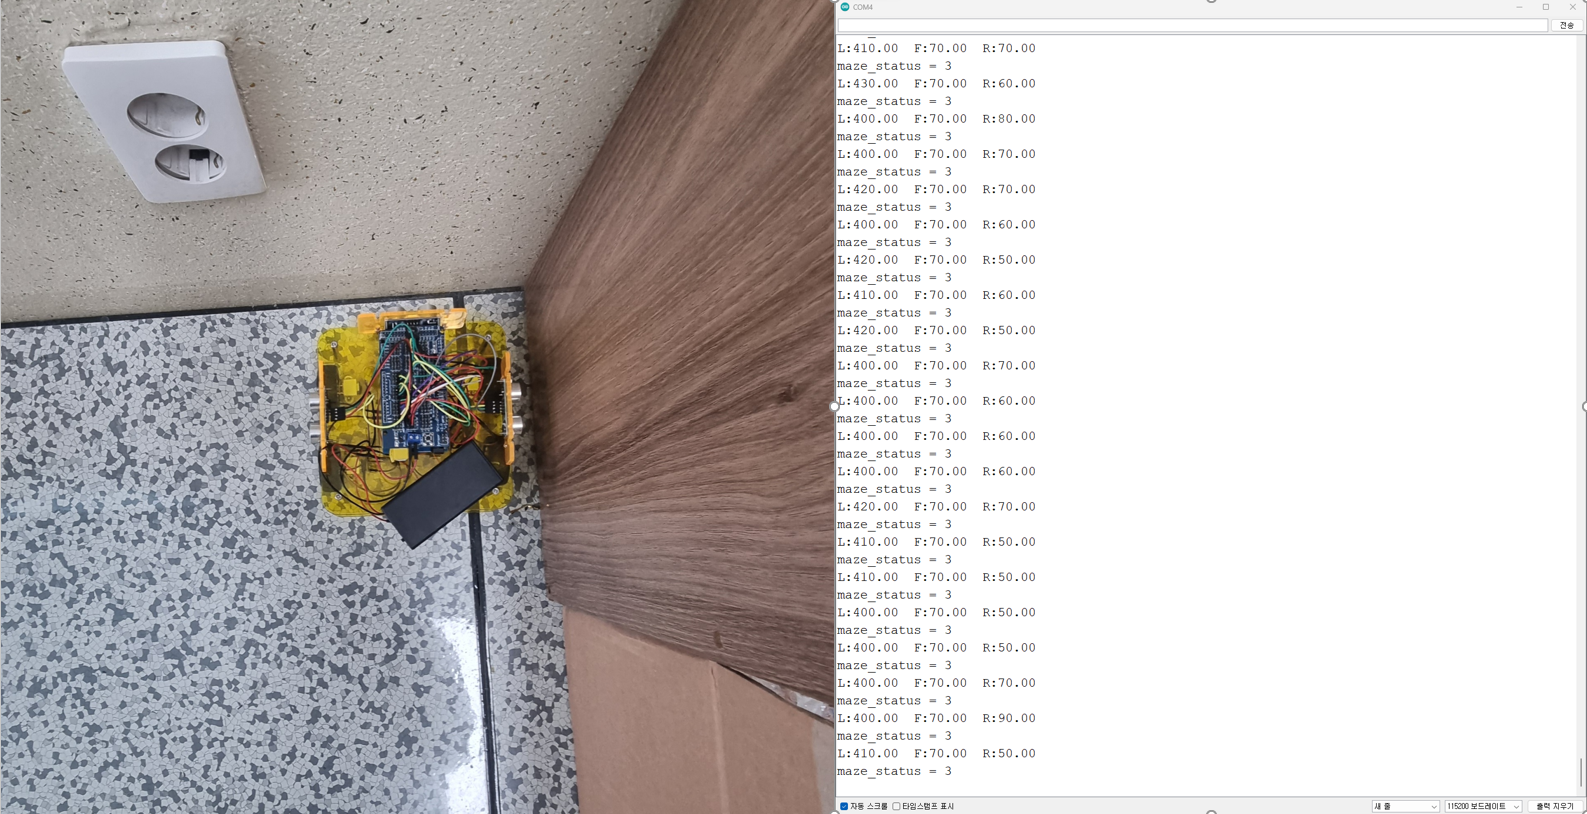 COM4
전송
L:410.00 F:70.00 R:70.00
maze_status = 3
L:430.00 F:70.00 R:60.00
maze_status = 3
L:400.00 F:70.00 R:80.00
maze_status = 3
L:400.00 F:70.00 R:70.00
maze_status = 3
L:420.00 F:70.00 R:70.00
maze_status = 3
L:400.00 F:70.00 R:60.00
maze_status = 3
L:420.00 F:70.00 R:50.00
maze_status = 3
L:410.00 F:70.00 R:60.00
maze_status = 3
L:420.00 F:70.00 R:50.00
maze_status = 3
L:400.00 F:70.00 R:70.00
maze_status = 3
L:400.00 F:70.00 R:60.00
maze_status = 3
L:400.00 F:70.00 R:60.00
maze_status = 3
L:400.00 F:70.00 R:60.00
maze_status = 3
L:420.00 F:70.00 R:70.00
maze_status = 3
L:410.00 F:70.00 R:50.00
maze_status = 3
L:410.00 F:70.00 R:50.00
maze_status = 3
L:400.00 F:70.00 R:50.00
maze_status = 3
L:400.00 F:70.00 R:50.00
maze_status = 3
L:400.00 F:70.00 R:70.00
maze_status = 3
L:400.00 F:70.00 R:90.00
maze_status = 3
L:410.00 F:70.00 R:50.00
maze_status = 3
자동 스크롤 타임스탬프 표시 새 줄 115200 보드레이트 출력 지우기